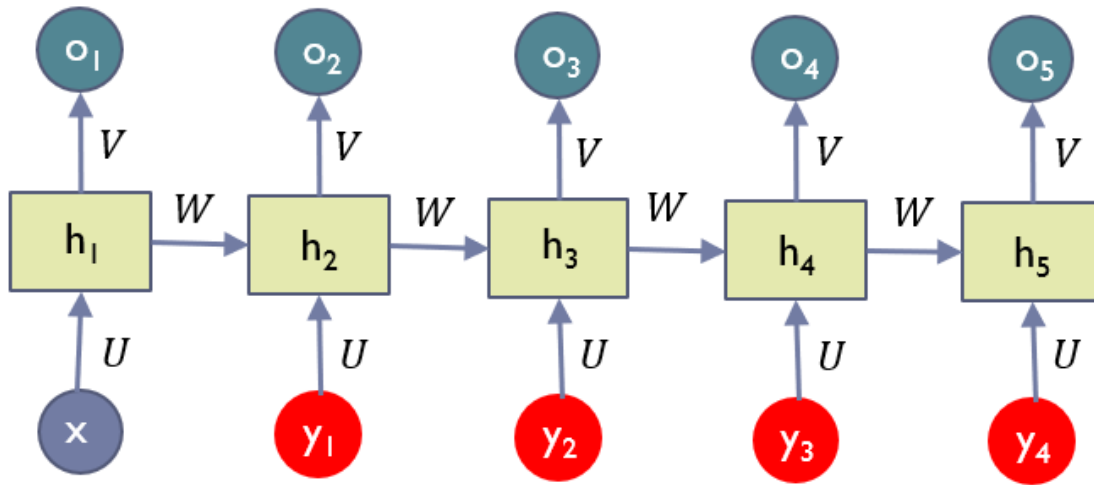 o₁ o₂ o₃ o₄ o₅
V V V V V
h₁ W h₂ W h₃ W h₄ W h₅
U U U U U
x y₁ y₂ y₃ y₄